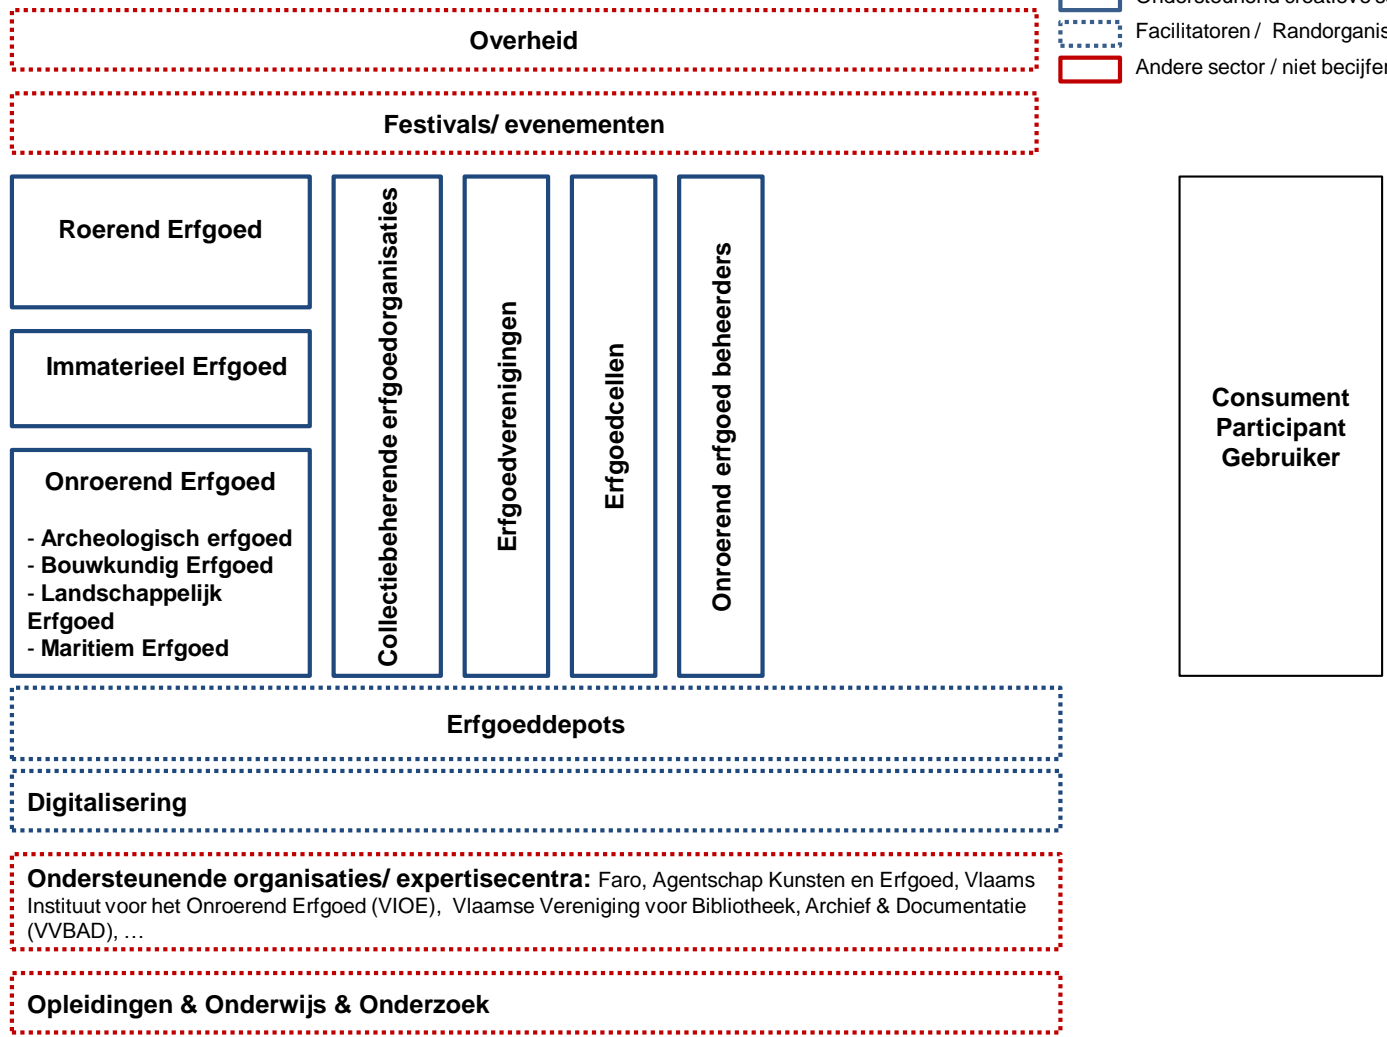 Overheid
Facilitatoren / 
Andere sector / niet
Festivals/ evenementen
Roerend Erfgoed
Immaterieel Erfgoed
Onroerend Erfgoed
- Archeologisch erfgoed
- Bouwkundig Erfgoed
- Landschappelijk
Erfgoed
- Maritiem Erfgoed
Collectiebeherende erfgoedorganisaties
Erfgoedverenigingen
Erfgoedcellen
Onroerend erfgoed beheerders
Consument
Participant
Gebruiker
Erfgoeddepots
Digitalisering
Ondersteunende organisaties/ expertisecentra: Faro, Agentschap Kunsten en Erfgoed, Vlaams
Instituut voor het Onroerend Erfgoed (VIOE), Vlaamse Vereniging voor Bibliotheek, Archief & Documentatie
(VVBAD), …
Opleidingen & Onderwijs & Onderzoek